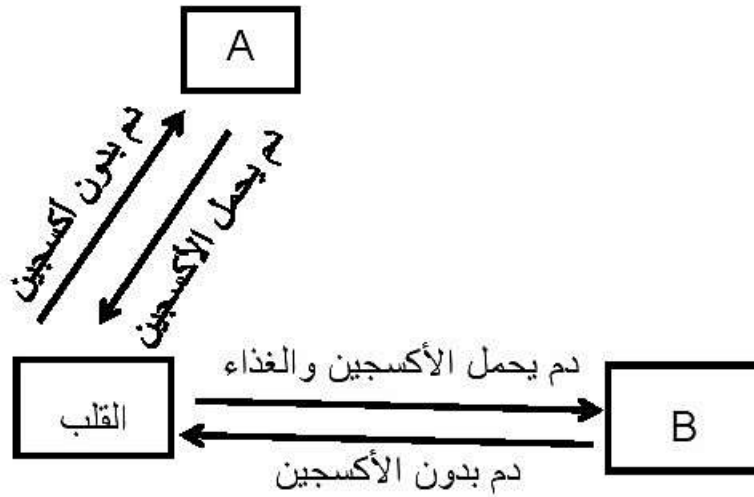 A
دم بدون أكسجين
دم يحمل الأكسجين
دم يحمل الأكسجين والغذاء
القلب
B
دم بدون الأكسجين